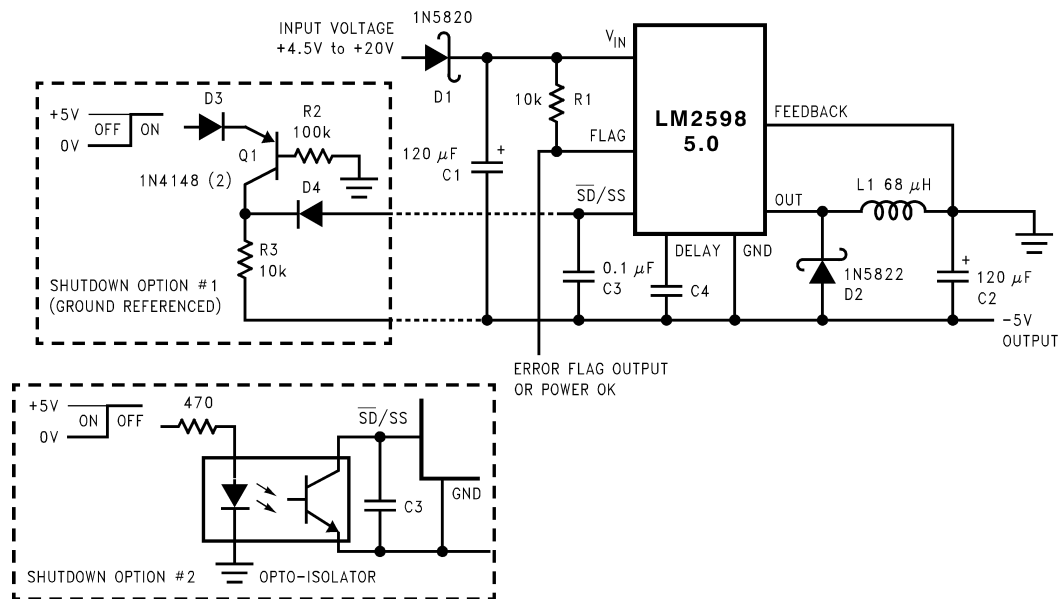 1N5820
INPUT VOLTAGE
+4.5V to +20V
D1
VIN
10k R1
FLAG
LM2598
5.0
FEEDBACK
120 µF
C1
+
S̅D̅/SS
OUT
L1 68 µH
DELAY
GND
0.1 µF
C3
C4
1N5822
D2
+
120 µF
C2
–5V
OUTPUT
ERROR FLAG OUTPUT
OR POWER OK
+5V
0V
OFF
ON
D3
R2
100k
Q1
1N4148 (2)
D4
R3
10k
SHUTDOWN OPTION #1
(GROUND REFERENCED)
+5V
0V
ON
OFF
470
S̅D̅/SS
GND
C3
SHUTDOWN OPTION #2
OPTO-ISOLATOR